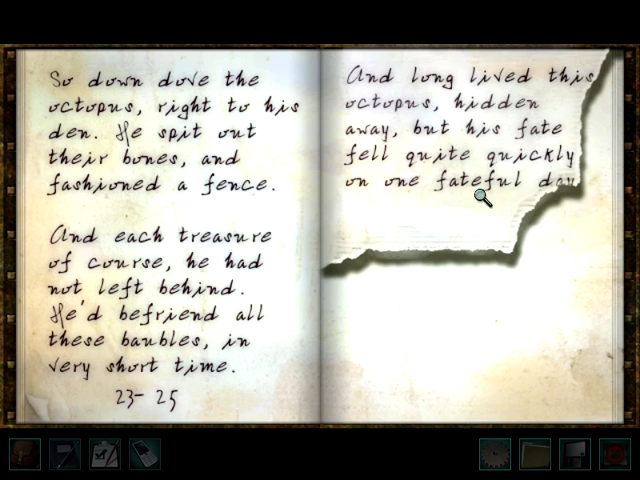 So down dove the
octopus, right to his
den. He spit out
their bones, and
fashioned a fence.
And each treasure
of course, he had
not left behind.
He'd befriend all
these baubles, in
very short time.
23- 25
And long lived this
octopus, hidden
away, but his fate
fell quite quickly
on one fateful day